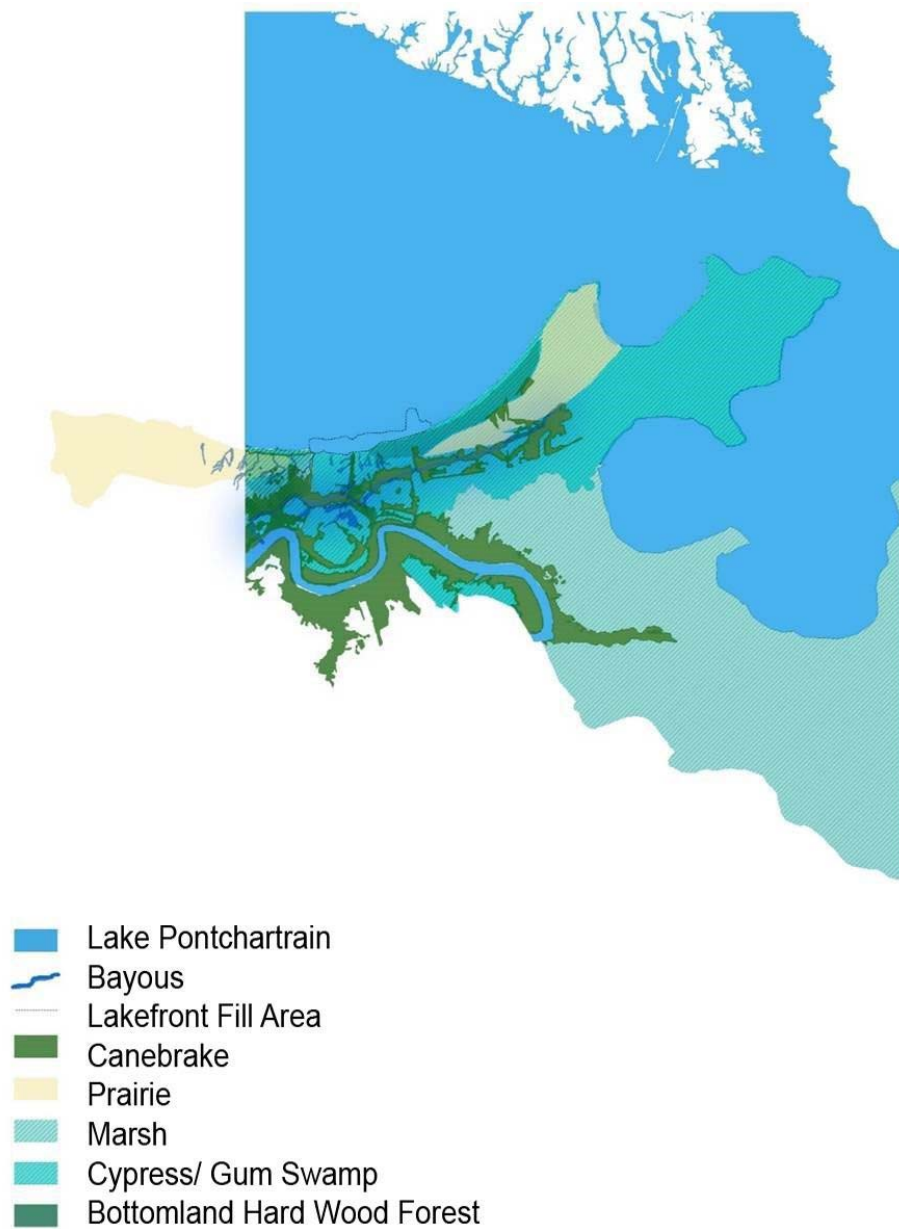 Lake Pontchartrain
Bayous
Lakefront Fill Area
Canebrake
Prairie
Marsh
Cypress/ Gum Swamp
Bottomland Hard Wood Forest